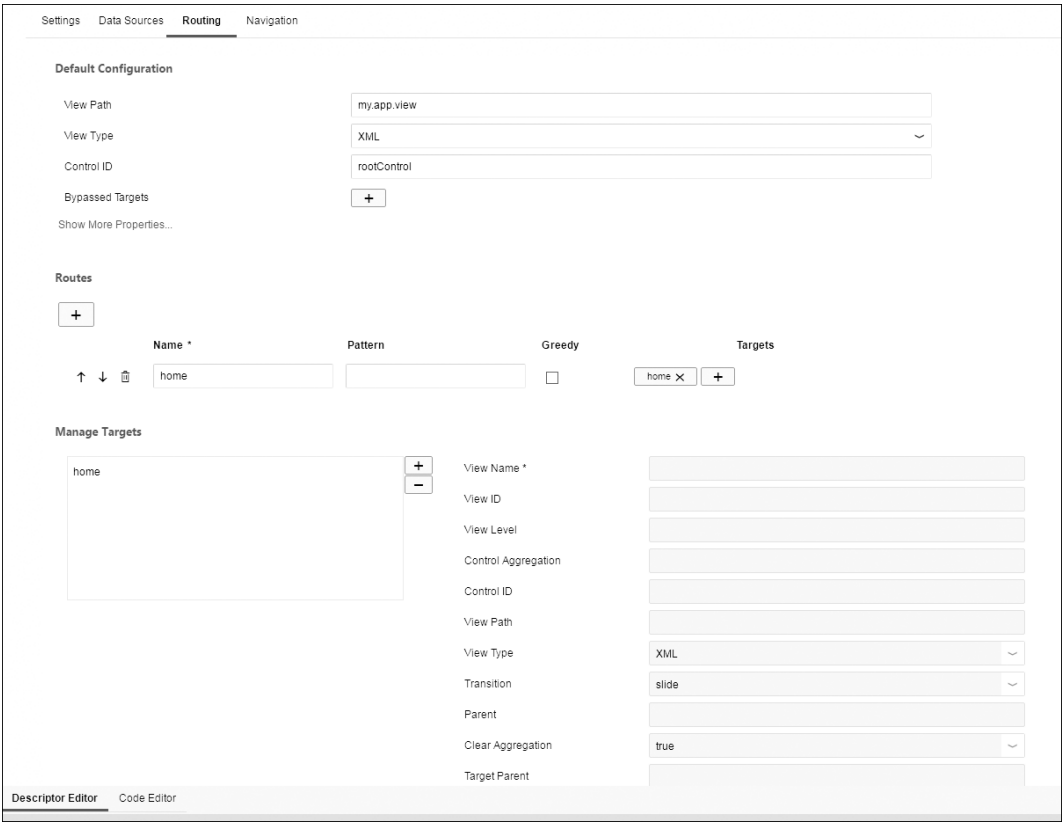 Settings Data Sources Routing Navigation
Default Configuration
View Path my.app.view
View Type XML
Control ID rootControl
Bypassed Targets +
Show More Properties...
Routes
+
Name * Pattern Greedy Targets
↑ ↓ home home × +
Manage Targets
home + View Name *
−
View ID
View Level
Control Aggregation
Control ID
View Path
View Type XML
Transition slide
Parent
Clear Aggregation true
Target Parent
Descriptor Editor Code Editor